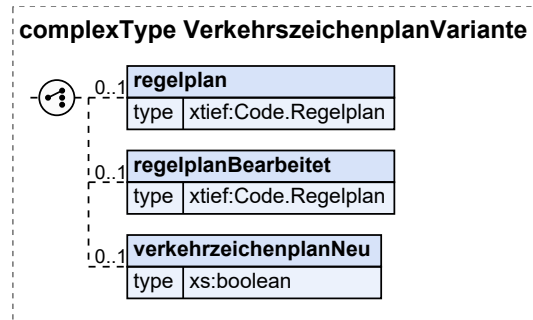 complexType VerkehrszeichenplanVariante
0..1 regelplan
type xtief:Code.Regelplan
0..1 regelplanBearbeitet
type xtief:Code.Regelplan
0..1 verkehrzeichenplanNeu
type xs:boolean